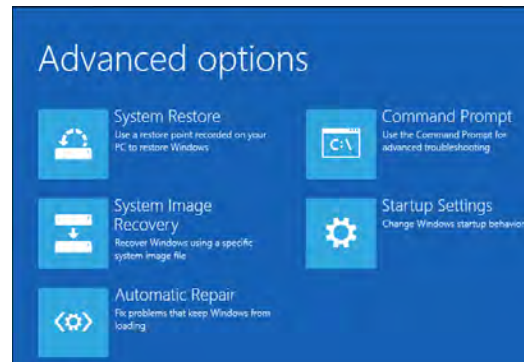 Advanced options
System Restore
Use a restore point recorded on your
PC to restore Windows
System Image
Recovery
Recover Windows using a specific
system image file
Automatic Repair
Fix problems that keep Windows from
loading
Command Prompt
Use the Command Prompt for
advanced troubleshooting
C:\
Startup Settings
Change Windows startup behavior